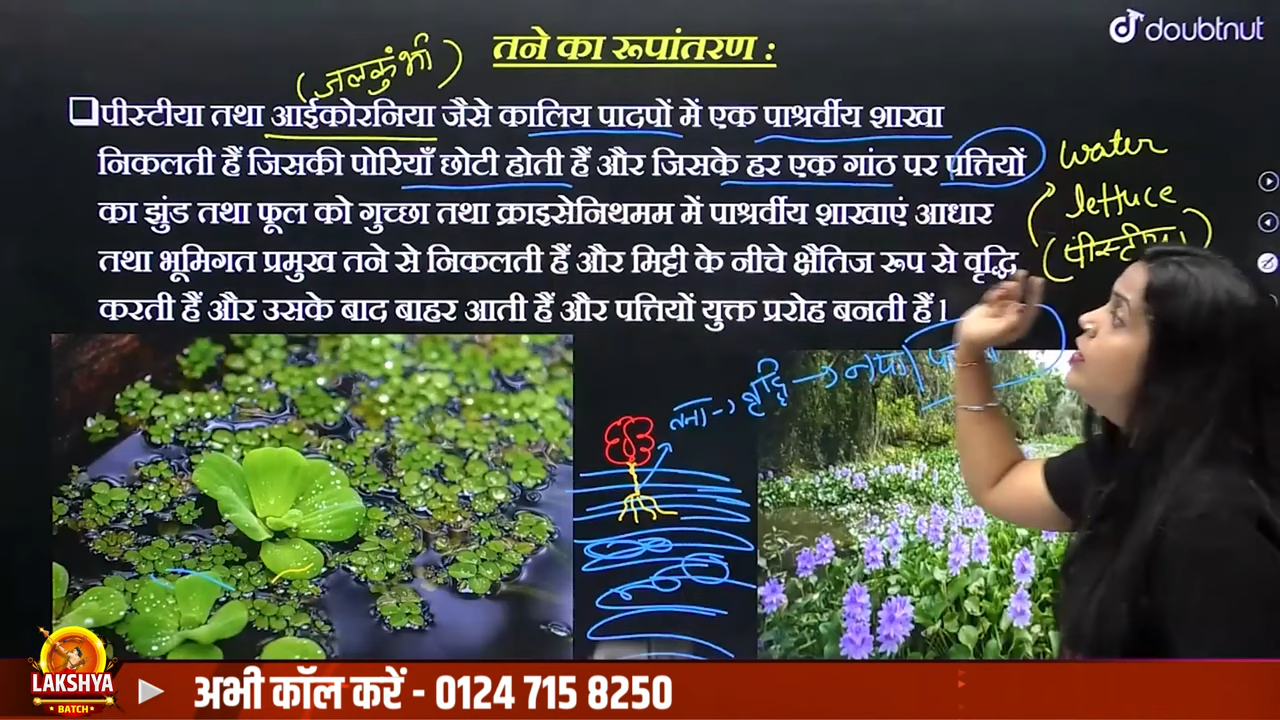 doubtnut
तने का रूपांतरण :
(जलकुंभी)
❑पीस्टीया तथा आईकोरनिया जैसे कालिय पादपों में एक पाश्रर्वीय शाखा
निकलती हैं जिसकी पोरियाँ छोटी होती हैं और जिसके हर एक गांठ पर पत्तियों
का झुंड तथा फूल को गुच्छा तथा क्राइसेनिथमम में पाश्रर्वीय शाखाएं आधार
तथा भूमिगत प्रमुख तने से निकलती हैं और मिट्टी के नीचे क्षैतिज रूप से वृद्धि
करती हैं और उसके बाद बाहर आती हैं और पत्तियों युक्त प्ररोह बनती हैं।
water
lettuce
तना → वृद्धि → नया
LAKSHYA
BATCH
अभी कॉल करें - 0124 715 8250